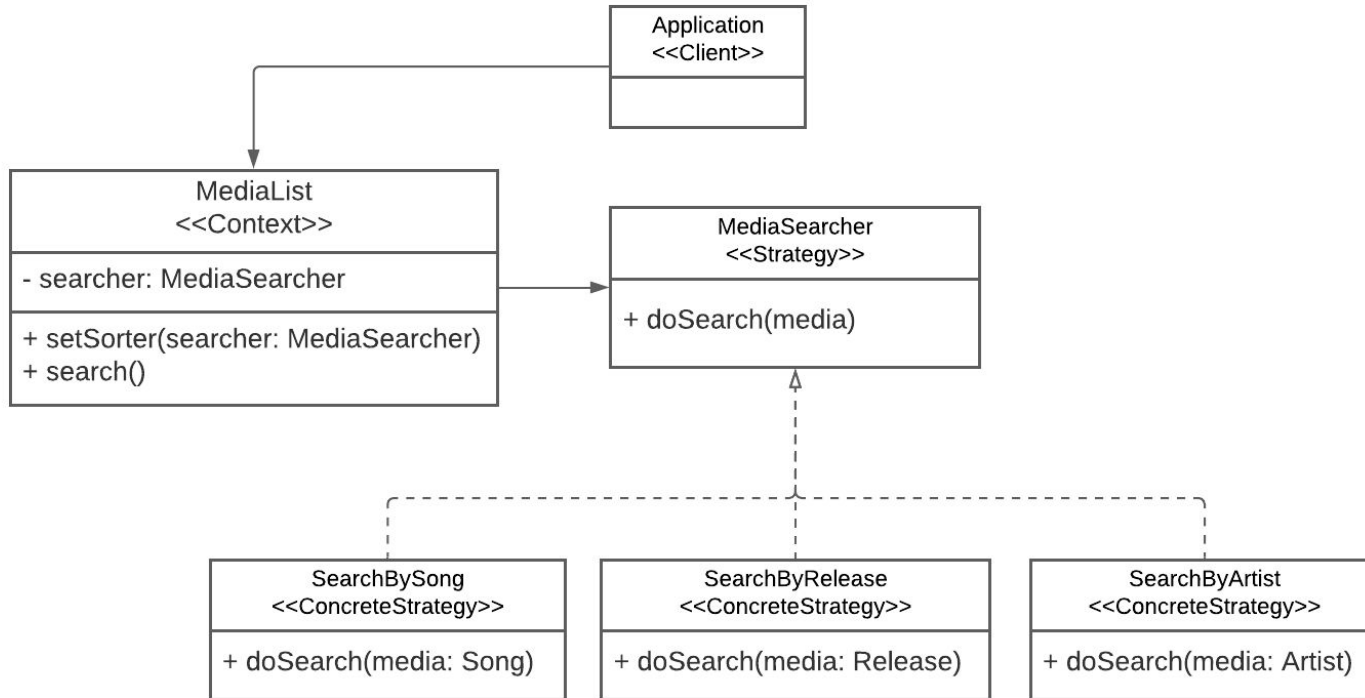 Application
<<Client>>
MediaList
<<Context>>
- searcher: MediaSearcher
+ setSorter(searcher: MediaSearcher)
+ search()
MediaSearcher
<<Strategy>>
+ doSearch(media)
SearchBySong
<<ConcreteStrategy>>
+ doSearch(media: Song)
SearchByRelease
<<ConcreteStrategy>>
+ doSearch(media: Release)
SearchByArtist
<<ConcreteStrategy>>
+ doSearch(media: Artist)